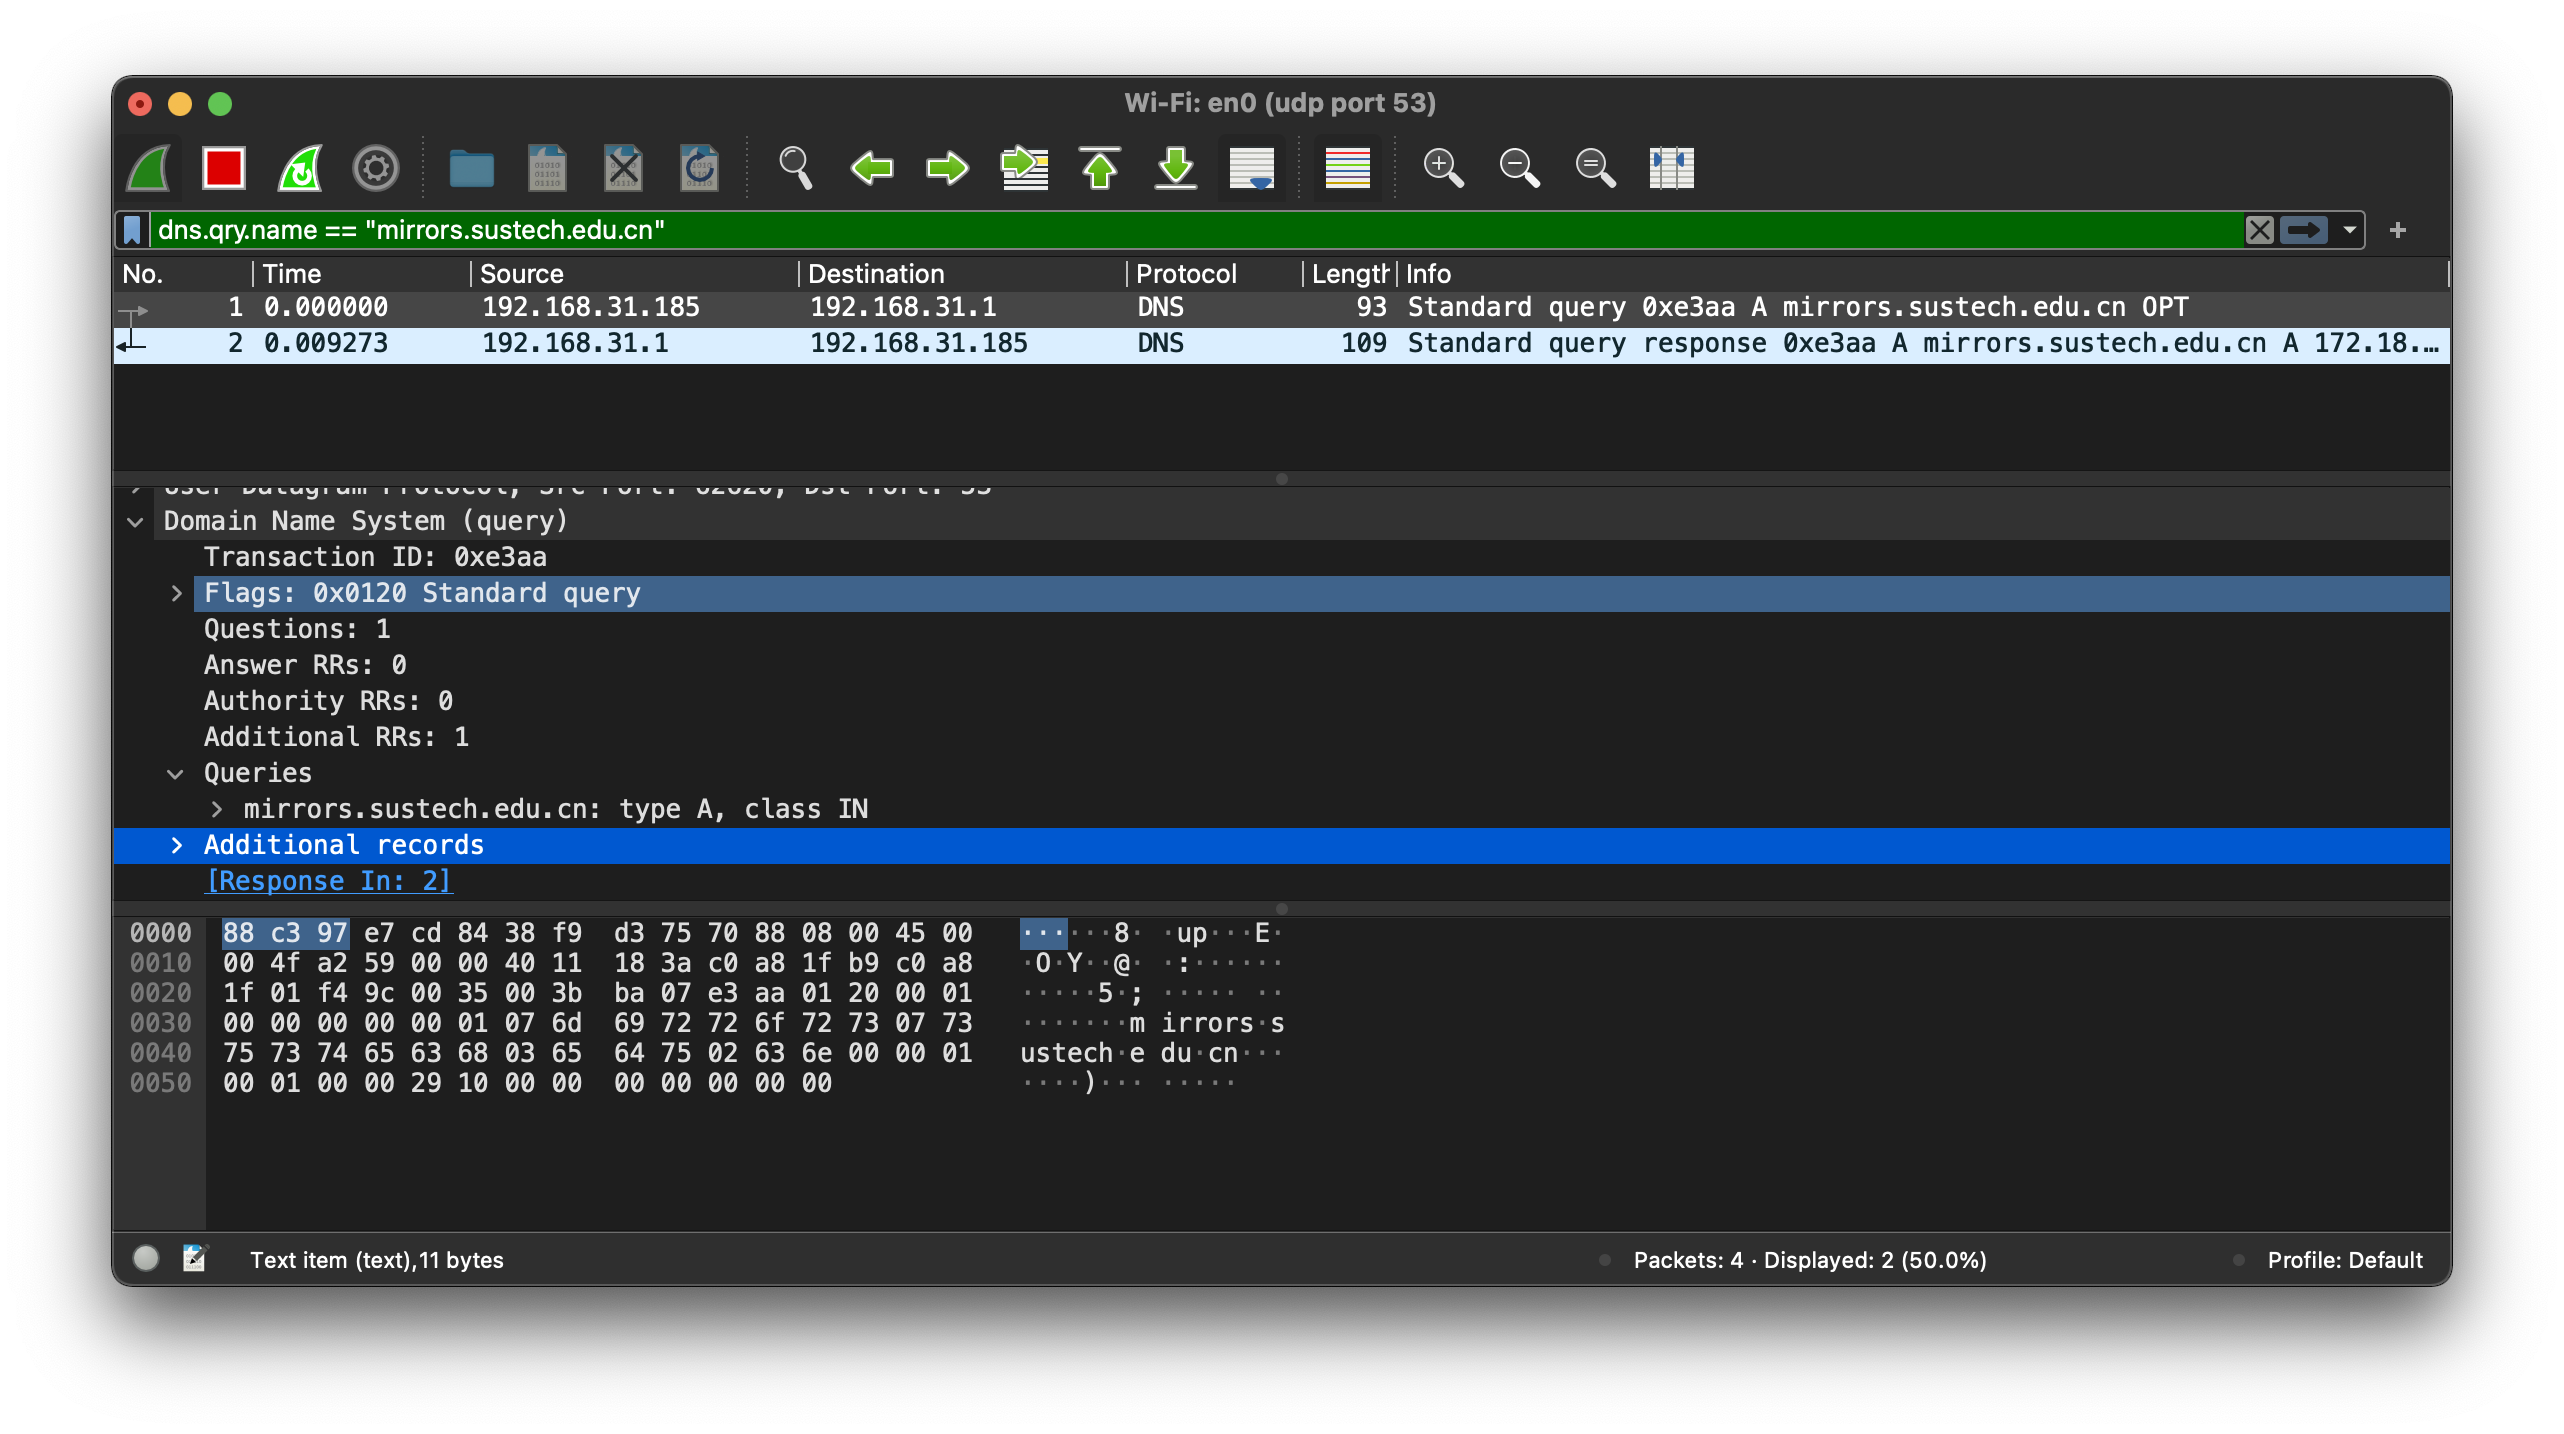 Wi-Fi: en0 (udp port 53)
dns.qry.name == "mirrors.sustech.edu.cn"
No. Time Source Destination Protocol Length Info
1 0.000000 192.168.31.185 192.168.31.1 DNS 93 Standard query 0xe3aa A mirrors.sustech.edu.cn OPT
2 0.009273 192.168.31.1 192.168.31.185 DNS 109 Standard query response 0xe3aa A mirrors.sustech.edu.cn A 172.18.…
User Datagram Protocol, Src Port: 62620, Dst Port: 53
Domain Name System (query)
Transaction ID: 0xe3aa
Flags: 0x0120 Standard query
Questions: 1
Answer RRs: 0
Authority RRs: 0
Additional RRs: 1
Queries
mirrors.sustech.edu.cn: type A, class IN
Additional records
[Response In: 2]
0000 88 c3 97 e7 cd 84 38 f9 d3 75 70 88 08 00 45 00 ······8· ·up···E·
0010 00 4f a2 59 00 00 40 11 18 3a c0 a8 1f b9 c0 a8 ·O·Y··@· ·:······
0020 1f 01 f4 9c 00 35 00 3b ba 07 e3 aa 01 20 00 01 ·····5·; ····· ··
0030 00 00 00 00 00 01 07 6d 69 72 72 6f 72 73 07 73 ·······m irrors·s
0040 75 73 74 65 63 68 03 65 64 75 02 63 6e 00 00 01 ustech·e du·cn···
0050 00 01 00 00 29 10 00 00 00 00 00 00 00 ····)··· ·····
Text item (text), 11 bytes
Packets: 4 · Displayed: 2 (50.0%)
Profile: Default